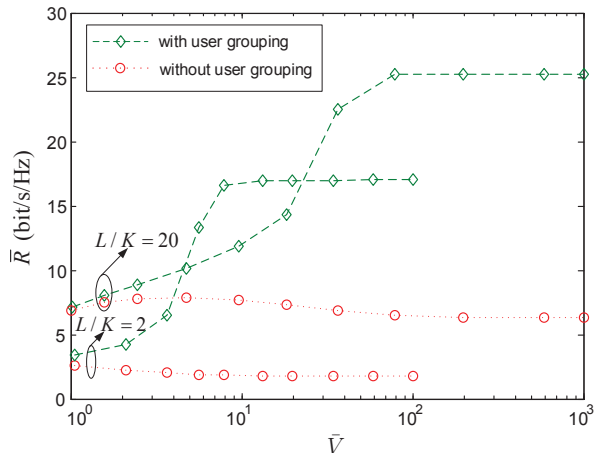 30
25
20
15
10
5
0
R̄ (bit/s/Hz)
with user grouping
without user grouping
L / K = 20
L / K = 2
10^0
10^1
10^2
10^3
V̄